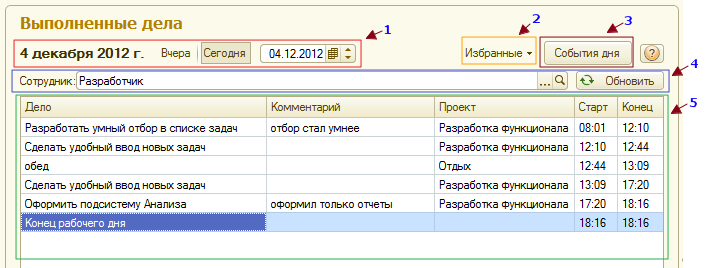 Выполненные дела
1
2
3
4 декабря 2012 г. Вчера Сегодня 04.12.2012 Избранные События дня ?
4
Сотрудник: Разработчик ... Обновить
5
Дело Комментарий Проект Старт Конец
Разработать умный отбор в списке задач отбор стал умнее Разработка функционала 08:01 12:10
Сделать удобный ввод новых задач Разработка функционала 12:10 12:44
обед Отдых 12:44 13:09
Сделать удобный ввод новых задач Разработка функционала 13:09 17:20
Оформить подсистему Анализа оформил только отчеты Разработка функционала 17:20 18:16
Конец рабочего дня 18:16 18:16